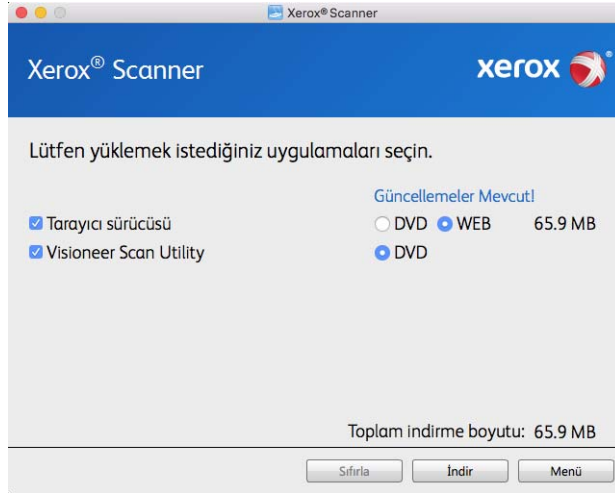 Xerox® Scanner
Xerox® Scanner
xerox®
Lütfen yüklemek istediğiniz uygulamaları seçin.
Güncellemeler Mevcut!
Tarayıcı sürücüsü DVD WEB 65.9 MB
Visioneer Scan Utility DVD
Toplam indirme boyutu: 65.9 MB
Sıfırla İndir Menü